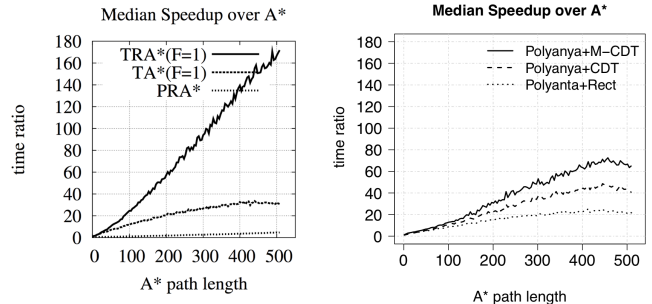 Median Speedup over A*
180
160
140
120
100
80
60
40
20
0
time ratio
TRA*(F=1)
TA*(F=1)
PRA*
0 100 200 300 400 500
A* path length
Median Speedup over A*
180
160
140
120
100
80
60
40
20
0
time ratio
Polyanya+M−CDT
Polyanya+CDT
Polyanta+Rect
0 100 200 300 400 500
A* path length